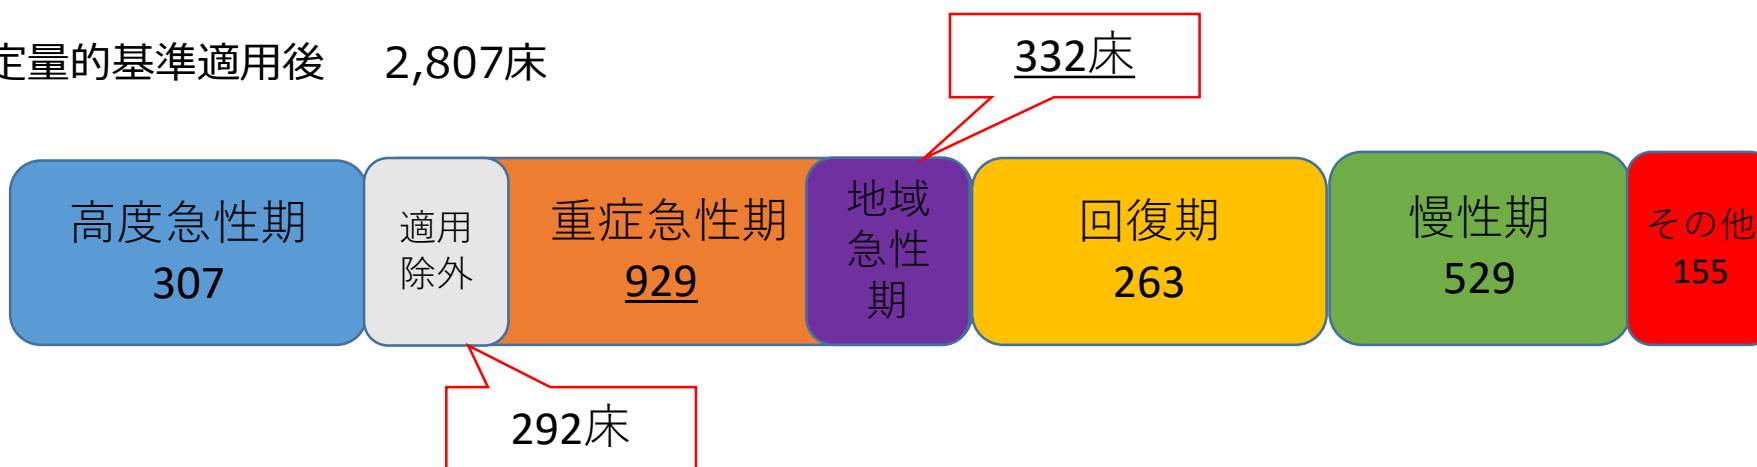 定量的基準適用後 2,807床
332床
高度急性期
307
適用
除外
重症急性期
929
地域
急性
期
回復期
263
慢性期
529
その他
155
292床